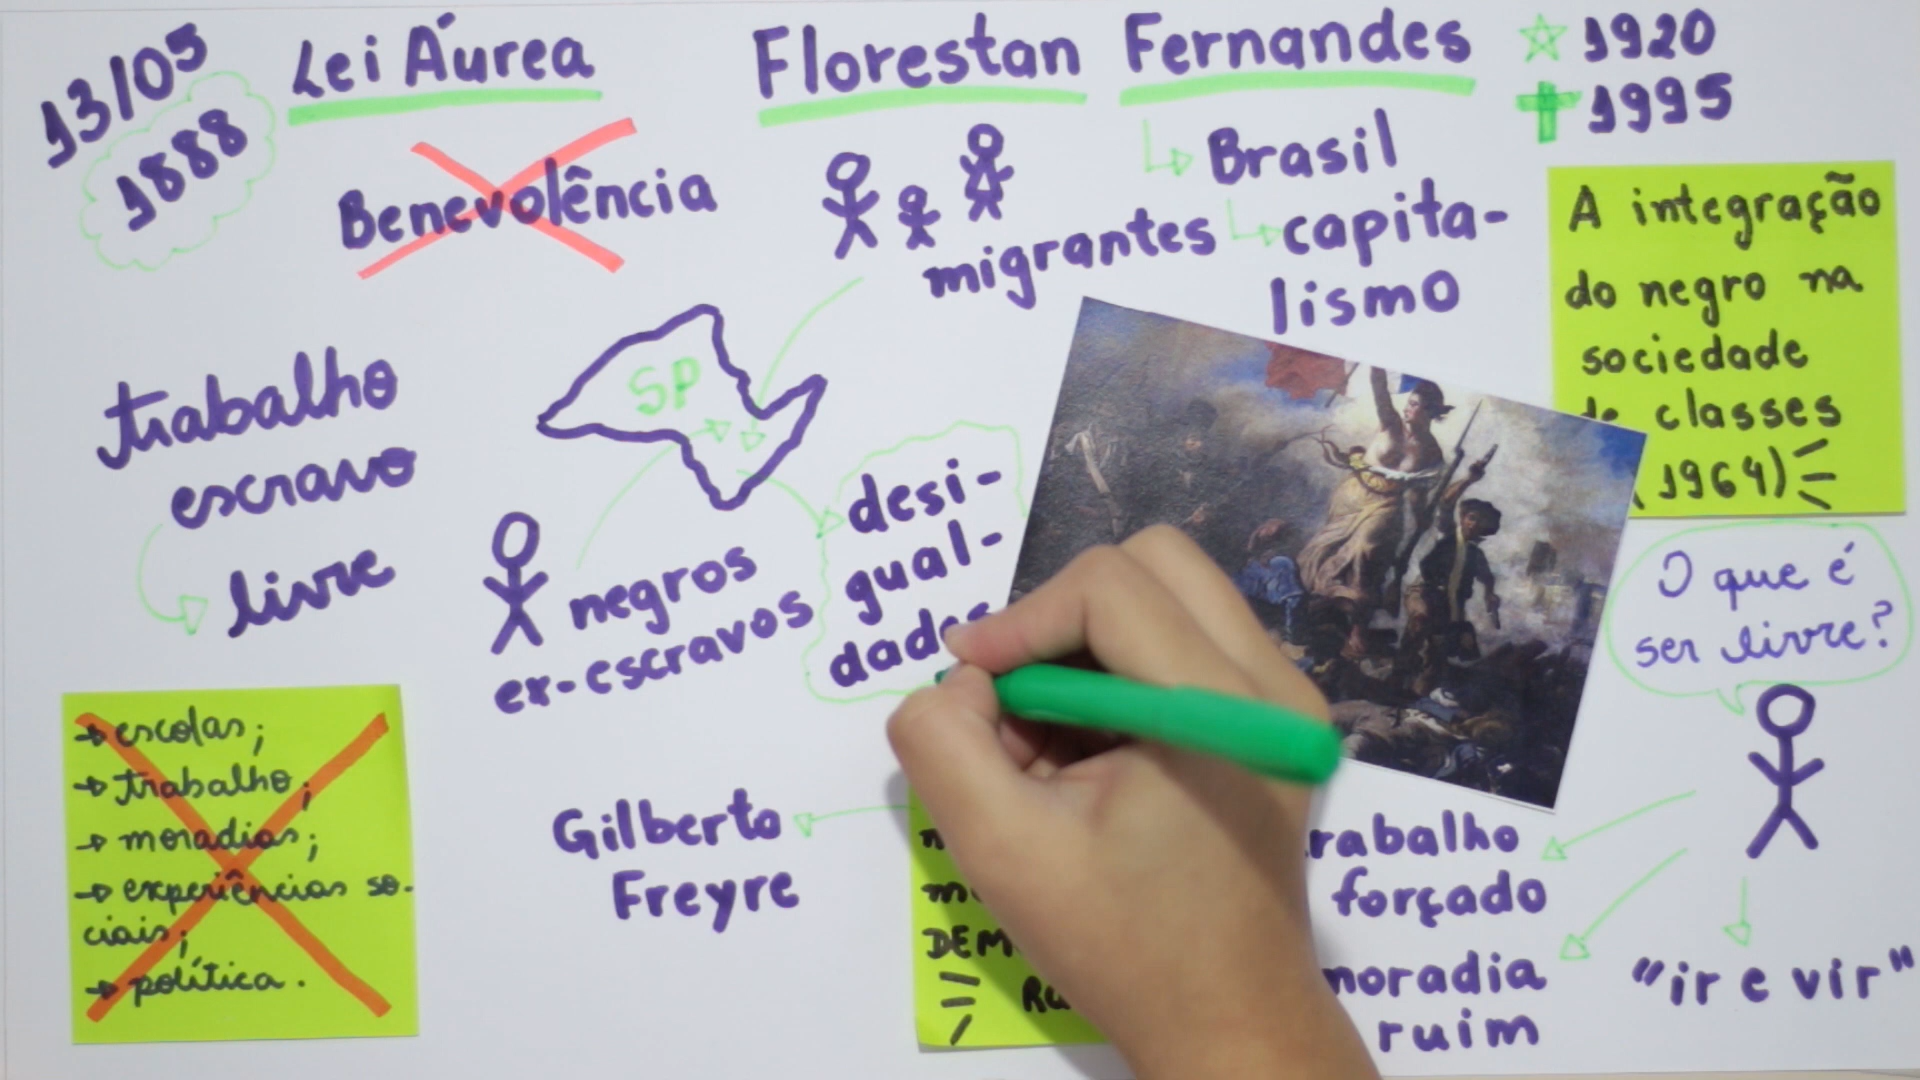 13/05
1888
Lei Áurea
Benevolência
trabalho
escravo
livre
→ escolas;
→ trabalho;
→ moradias;
→ experiências so-
ciais;
→ política.
Florestan Fernandes
1920
1995
Brasil
capita-
lismo
migrantes
SP
negros
ex-escravos
desi-
gual-
dades
Gilberto
Freyre
A integração
do negro na
sociedade
de classes
(1964)
O que é
ser livre?
rabalho
forçado
moradia
ruim
"ir e vir"